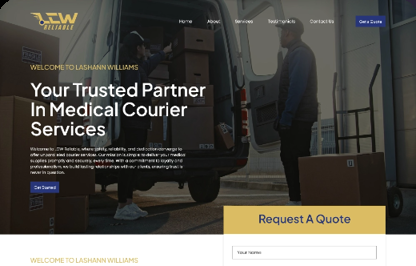 LCW
RELIABLE
Home About Services Testimonials Contact Us Get a Quote
WELCOME TO LASHANN WILLIAMS
Your Trusted Partner
In Medical Courier
Services
Welcome to LCW Reliable, where safety, reliability, and dedication converge to
offer unparalleled courier services. Our mission is simple: to deliver your medical
supplies promptly and securely, every time. With a commitment to quality and
professionalism, we build lasting relationships with our clients, ensuring trust is
never in question.
Get Started
Request A Quote
Your name
WELCOME TO LASHANN WILLIAMS